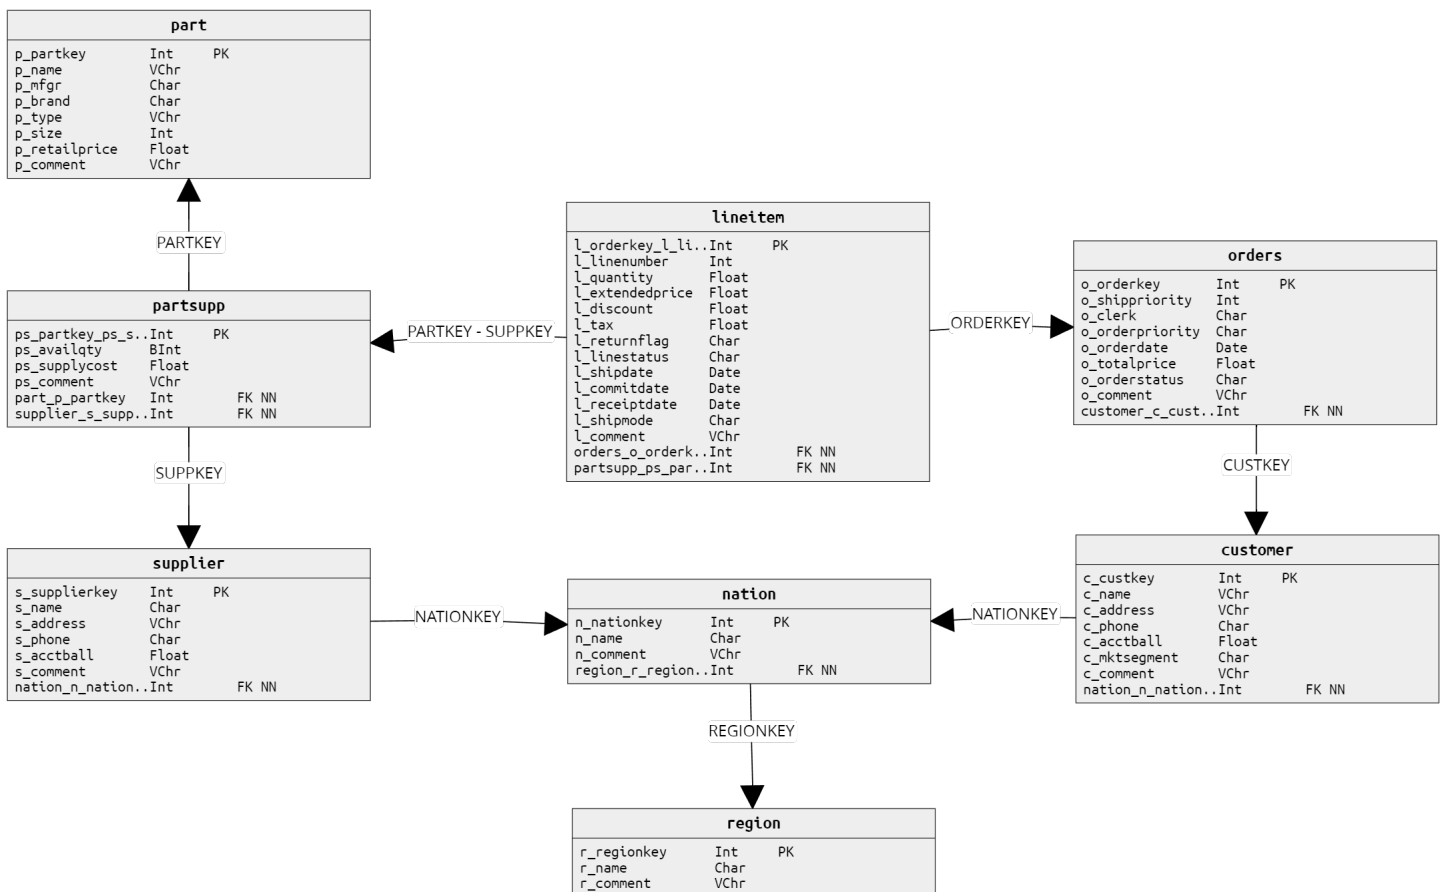 part
p_partkey Int PK
p_name VChr
p_mfgr Char
p_brand Char
p_type VChr
p_size Int
p_retailprice Float
p_comment VChr
PARTKEY
partsupp
ps_partkey_ps_s..Int PK
ps_availqty BInt
ps_supplycost Float
ps_comment VChr
part_p_partkey Int FK NN
supplier_s_supp..Int FK NN
PARTKEY - SUPPKEY
lineitem
l_orderkey_l_li..Int PK
l_linenumber Int
l_quantity Float
l_extendedprice Float
l_discount Float
l_tax Float
l_returnflag Char
l_linestatus Char
l_shipdate Date
l_commitdate Date
l_receiptdate Date
l_shipmode Char
l_comment VChr
orders_o_orderk..Int FK NN
partsupp_ps_par..Int FK NN
ORDERKEY
orders
o_orderkey Int PK
o_shippriority Int
o_clerk Char
o_orderpriority Char
o_orderdate Date
o_totalprice Float
o_orderstatus Char
o_comment VChr
customer_c_cust..Int FK NN
SUPPKEY
CUSTKEY
supplier
s_supplierkey Int PK
s_name Char
s_address VChr
s_phone Char
s_acctball Float
s_comment VChr
nation_n_nation..Int FK NN
NATIONKEY
nation
n_nationkey Int PK
n_name Char
n_comment VChr
region_r_region..Int FK NN
NATIONKEY
customer
c_custkey Int PK
c_name VChr
c_address VChr
c_phone Char
c_acctball Float
c_mktsegment Char
c_comment VChr
nation_n_nation..Int FK NN
REGIONKEY
region
r_regionkey Int PK
r_name Char
r_comment VChr